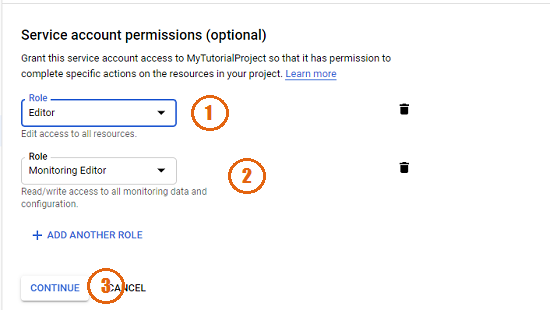 Service account permissions (optional)
Grant this service account access to MyTutorialProject so that it has permission to
complete specific actions on the resources in your project. Learn more
Role
Editor
1
Edit access to all resources.
Role
Monitoring Editor
2
Read/write access to all monitoring data and
configuration.
+ ADD ANOTHER ROLE
CONTINUE 3 CANCEL